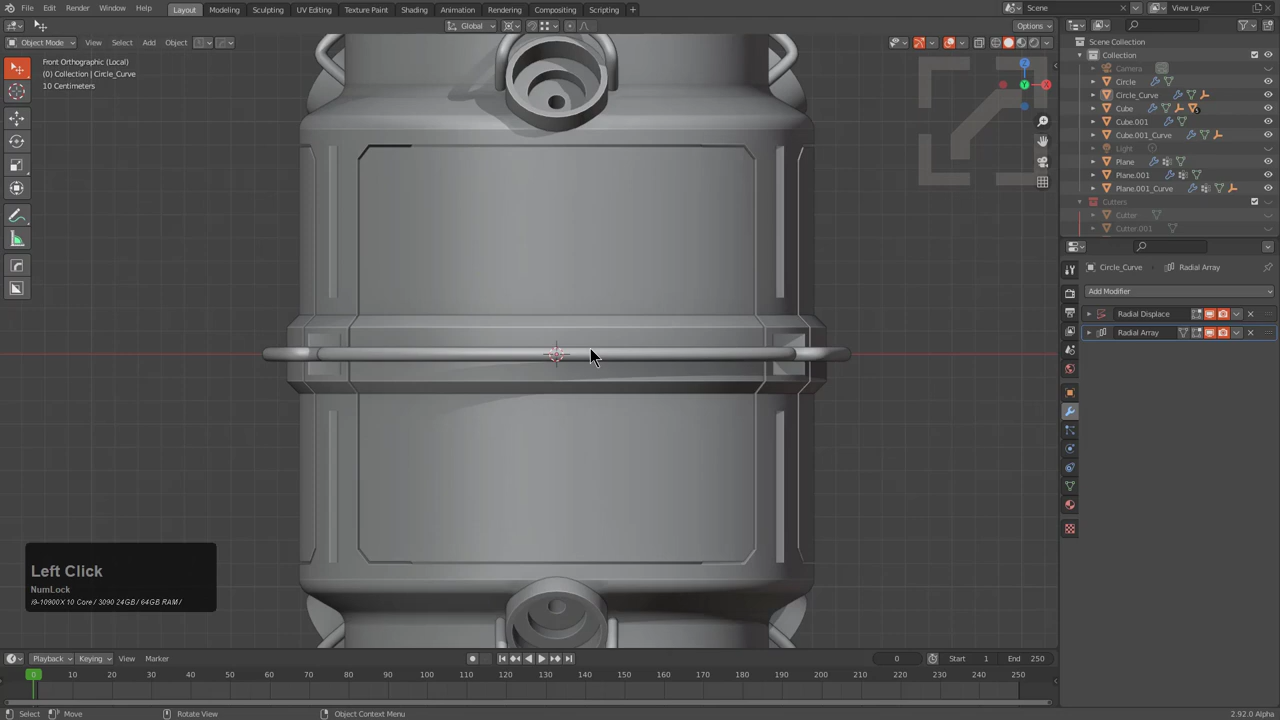 File Edit Render Window Help Layout Modeling Sculpting UV Editing Texture Paint Shading Animation Rendering Compositing Scripting + Scene View Layer
Global Options
Object Mode View Select Add Object
Front Orthographic (Local)
(0) Collection | Circle_Curve
10 Centimeters
Z
X
Y
Scene Collection
Collection
Camera
Circle
Circle_Curve
Cube
Cube.001
Cube.001_Curve
Light
Plane
Plane.001
Plane.001_Curve
Cutters
Cutter
Cutter.001
Circle_Curve Radial Array
Add Modifier
Radial Displace
Radial Array
Left Click
NumLock
i9-10900X 10 Core / 3090 24GB / 64GB RAM /
Playback Keying View Marker 0 Start 1 End 250
0 10 20 30 40 50 60 70 80 90 100 110 120 130 140 150 160 170 180 190 200 210 220 230 240 250
Select Move Rotate View Object Context Menu 2.92.0 Alpha